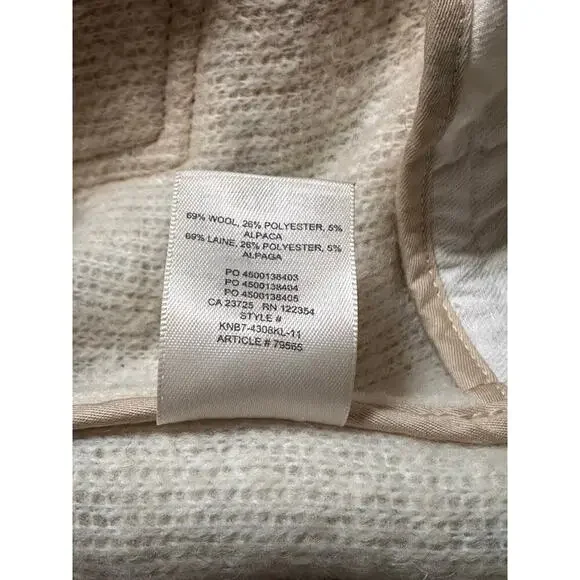 69% WOOL, 26% POLYESTER, 5%
ALPACA
69% LAINE, 26% POLYESTER, 5%
ALPAGA
PO 4500138403
PO 4500138404
PO 4500138405
CA 23725 RN 122354
STYLE #
KNB7-4308KL-11
ARTICLE # 79565